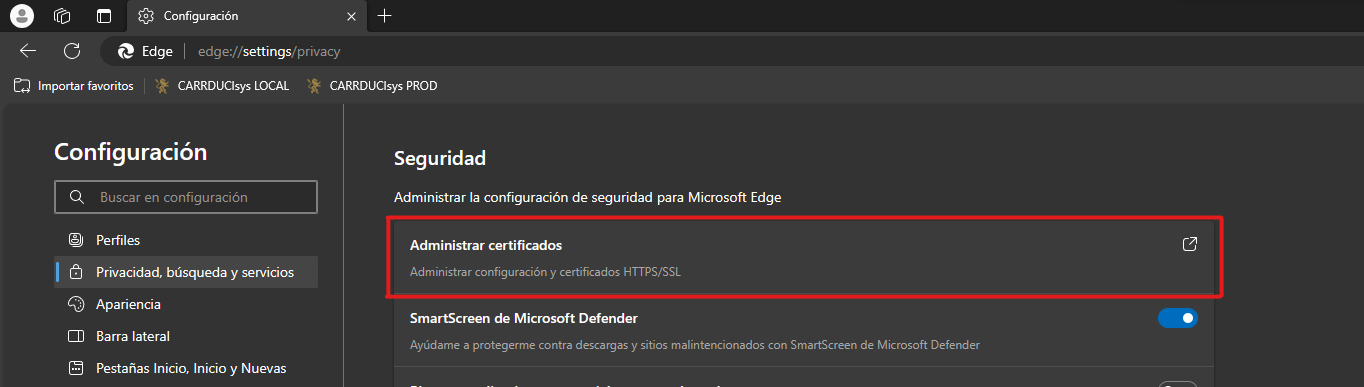 Configuración
Edge
edge://settings/privacy
Importar favoritos
CARRDUCIsys LOCAL
CARRDUCIsys PROD
Configuración
Buscar en configuración
Perfiles
Privacidad, búsqueda y servicios
Apariencia
Barra lateral
Pestañas Inicio, Inicio y Nuevas
Seguridad
Administrar la configuración de seguridad para Microsoft Edge
Administrar certificados
Administrar configuración y certificados HTTPS/SSL
SmartScreen de Microsoft Defender
Ayúdame a protegerme contra descargas y sitios malintencionados con SmartScreen de Microsoft Defender